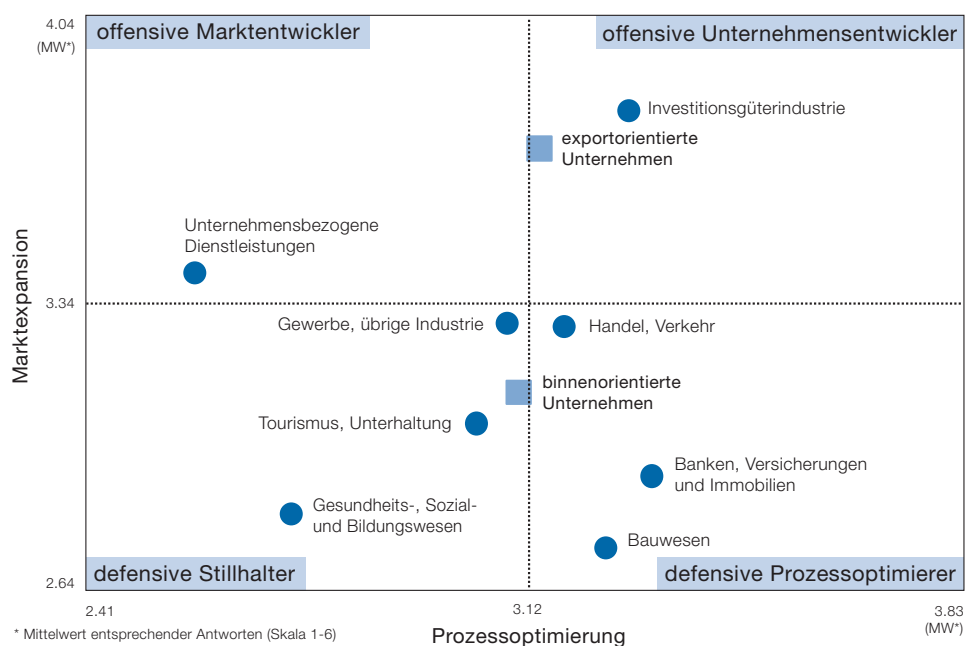 4.04
(MW*)
offensive Marktentwickler
offensive Unternehmensentwickler
Investitionsgüterindustrie
exportorientierte
Unternehmen
Unternehmensbezogene
Dienstleistungen
Marktexpansion
3.34
Gewerbe, übrige Industrie
Handel, Verkehr
binnenorientierte
Unternehmen
Tourismus, Unterhaltung
Banken, Versicherungen
und Immobilien
Gesundheits-, Sozial-
und Bildungswesen
Bauwesen
2.64
defensive Stillhalter
defensive Prozessoptimierer
2.41
3.12
3.83
(MW*)
* Mittelwert entsprechender Antworten (Skala 1-6)
Prozessoptimierung